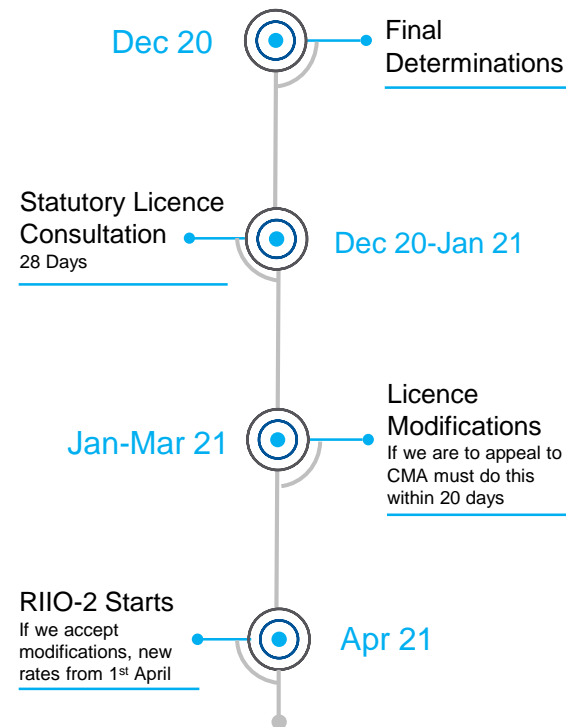 Dec 20
Final
Determinations
Statutory Licence
Consultation
28 Days
Dec 20-Jan 21
Jan-Mar 21
Licence
Modifications
If we are to appeal to
CMA must do this
within 20 days
RIIO-2 Starts
If we accept
modifications, new
rates from 1st April
Apr 21